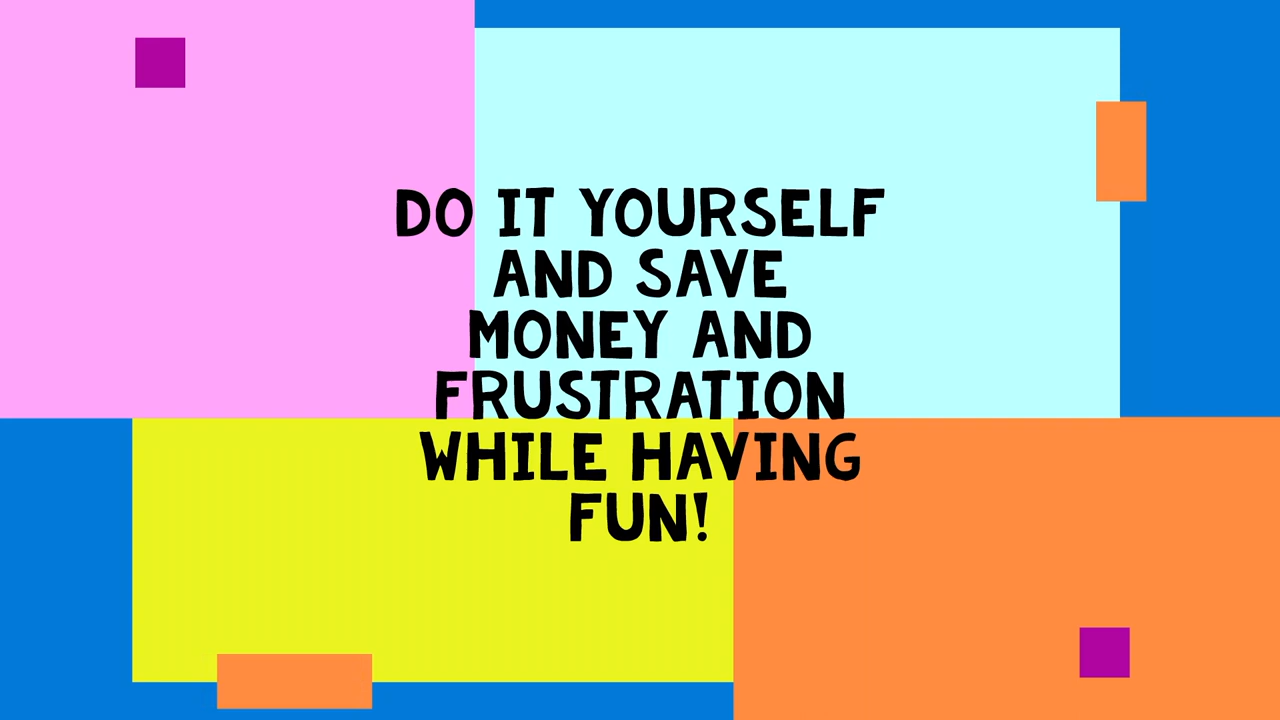 DO IT YOURSELF
AND SAVE
MONEY AND
FRUSTRATION
WHILE HAVING
FUN!